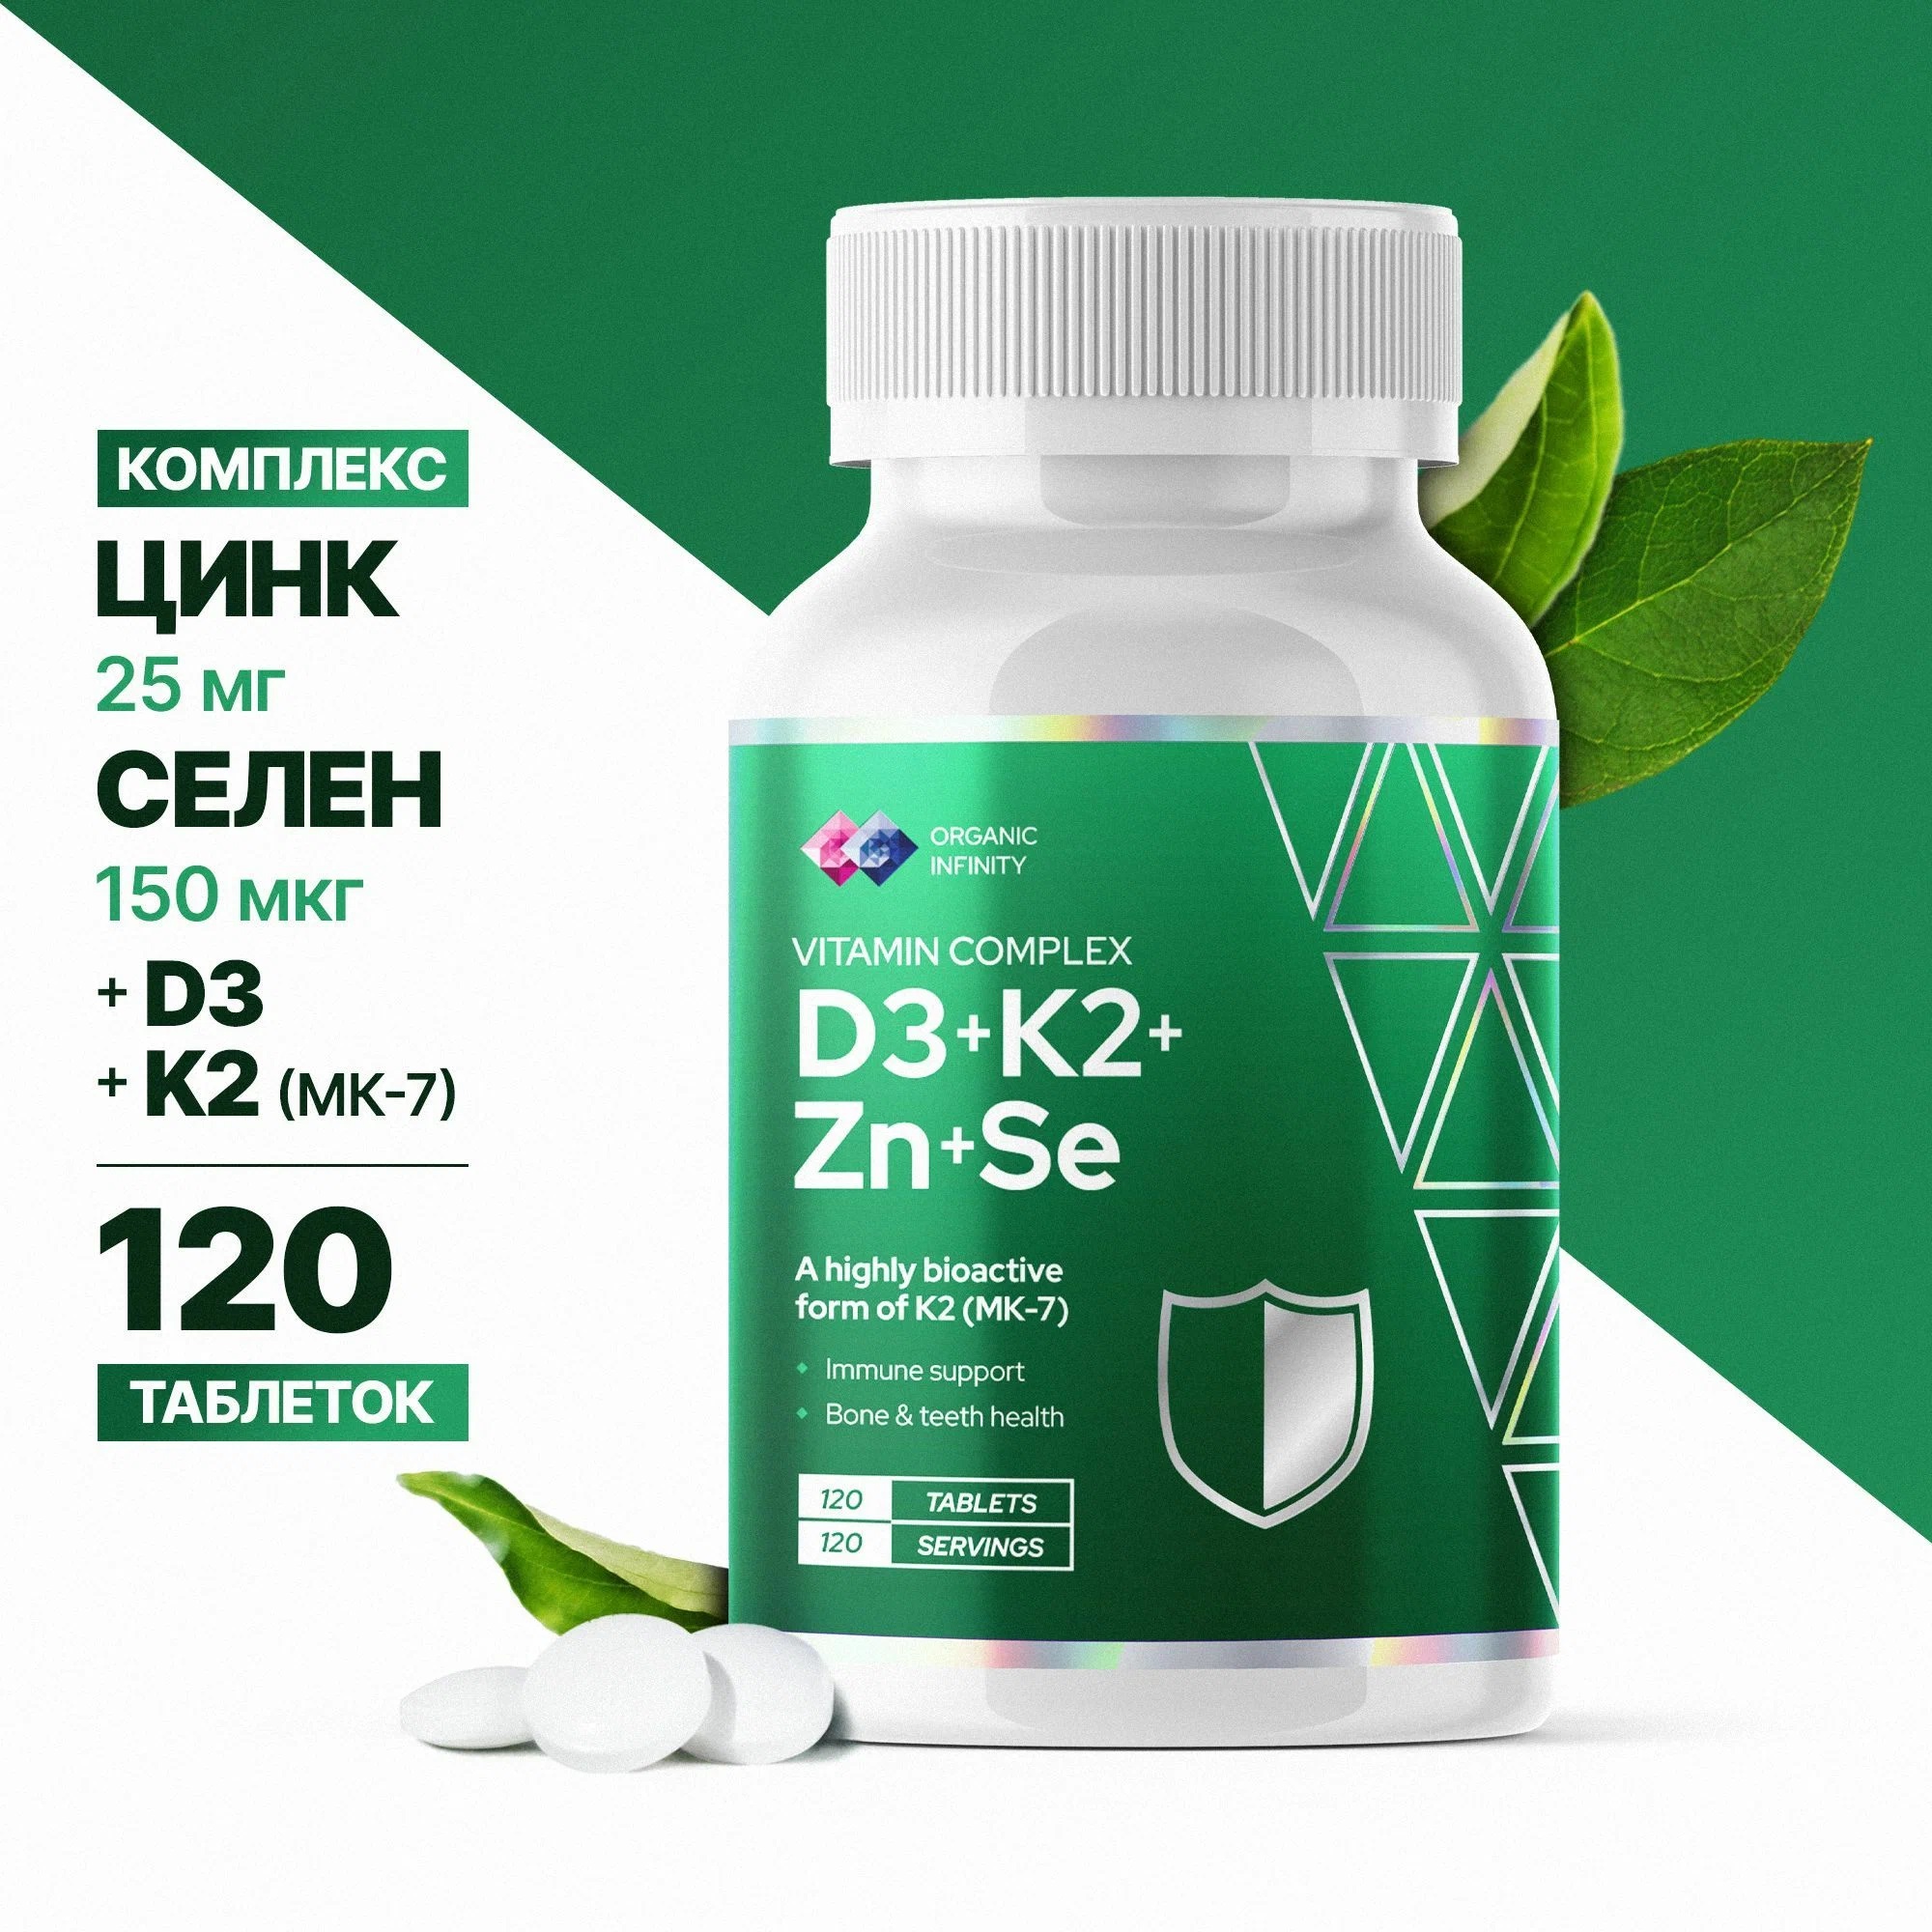 КОМПЛЕКС
ЦИНК
25 мг
СЕЛЕН
150 мкг
+ D3
+ K2 (МК-7)
120
ТАБЛЕТОК
ORGANIC
INFINITY
VITAMIN COMPLEX
D3+K2+
Zn+Se
A highly bioactive
form of K2 (MK-7)
Immune support
Bone & teeth health
120 TABLETS
120 SERVINGS